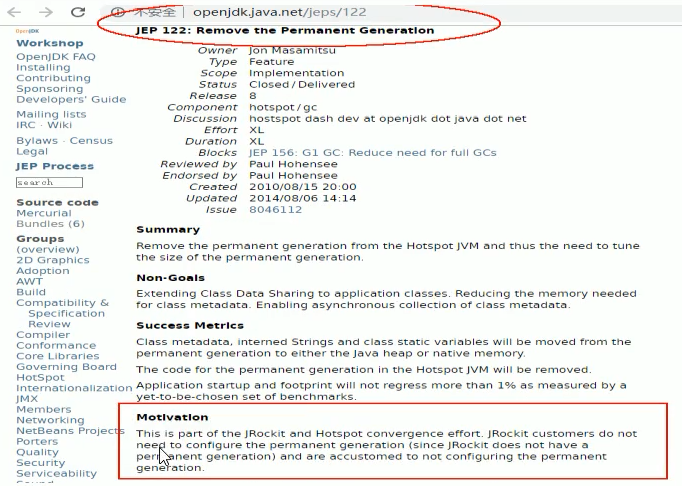 不安全 | openjdk.java.net/jeps/122
OpenJDK
Workshop
OpenJDK FAQ
Installing
Contributing
Sponsoring
Developers' Guide
Mailing lists
IRC · Wiki
Bylaws · Census
Legal
JEP Process
search
Source code
Mercurial
Bundles (6)
Groups
(overview)
2D Graphics
Adoption
AWT
Build
Compatibility &
Specification
Review
Compiler
Conformance
Core Libraries
Governing Board
HotSpot
Internationalization
JMX
Members
Networking
NetBeans Projects
Porters
Quality
Security
Serviceability
Sound
JEP 122: Remove the Permanent Generation
Owner Jon Masamitsu
Type Feature
Scope Implementation
Status Closed / Delivered
Release 8
Component hotspot / gc
Discussion hostspot dash dev at openjdk dot java dot net
Effort XL
Duration XL
Blocks JEP 156: G1 GC: Reduce need for full GCs
Reviewed by Paul Hohensee
Endorsed by Paul Hohensee
Created 2010/08/15 20:00
Updated 2014/08/06 14:14
Issue 8046112
Summary
Remove the permanent generation from the Hotspot JVM and thus the need to tune
the size of the permanent generation.
Non-Goals
Extending Class Data Sharing to application classes. Reducing the memory needed
for class metadata. Enabling asynchronous collection of class metadata.
Success Metrics
Class metadata, interned Strings and class static variables will be moved from the
permanent generation to either the Java heap or native memory.
The code for the permanent generation in the Hotspot JVM will be removed.
Application startup and footprint will not regress more than 1% as measured by a
yet-to-be-chosen set of benchmarks.
Motivation
This is part of the JRockit and Hotspot convergence effort. JRockit customers do not
need to configure the permanent generation (since JRockit does not have a
permanent generation) and are accustomed to not configuring the permanent
generation.